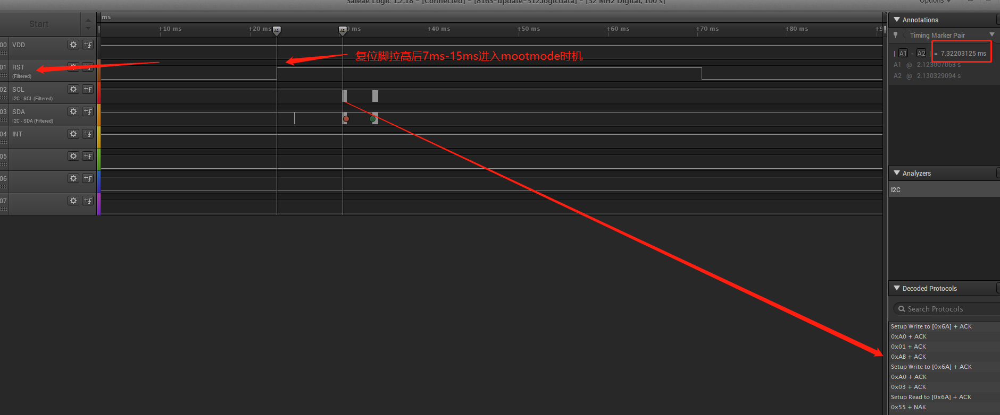 Saleae Logic 1.2.18 - [Connected] - [816S-update-512.logicdata] - [32 MHz Digital, 100 s]
Options
Start
ms
+10 ms
+20 ms
ms
+40 ms
+50 ms
+60 ms
+70 ms
+80 ms
+9
A1
A2
00 VDD
复位脚拉高后7ms-15ms进入mootmode时机
01 RST
(Filtered)
02 SCL
I2C - SCL (Filtered)
03 SDA
I2C - SDA (Filtered)
04 INT
05
06
07
Annotations
Timing Marker Pair
| A1 - A2 | = 7.32203125 ms
A1 @ 2.123007063 s
A2 @ 2.130329094 s
Analyzers
I2C
Decoded Protocols
Search Protocols
Setup Write to [0x6A] + ACK
0xA0 + ACK
0x01 + ACK
0xAB + ACK
Setup Write to [0x6A] + ACK
0xA0 + ACK
0x03 + ACK
Setup Read to [0x6A] + ACK
0x55 + NAK